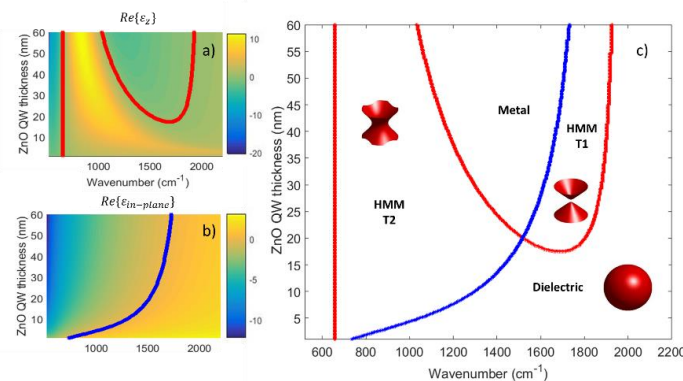 Re{ε_z}
a)
ZnO QW thickness (nm)
60
50
40
30
20
10
1000 1500 2000
Wavenumber (cm⁻¹)
10
0
-10
-20
Re{ε_in-plane}
b)
ZnO QW thickness (nm)
60
50
40
30
20
10
1000 1500 2000
0
-5
-10
c)
ZnO QW thickness (nm)
60
55
50
45
40
35
30
25
20
15
10
5
Metal
HMM
T1
HMM
T2
Dielectric
600 800 1000 1200 1400 1600 1800 2000 2200
Wavenumber (cm⁻¹)